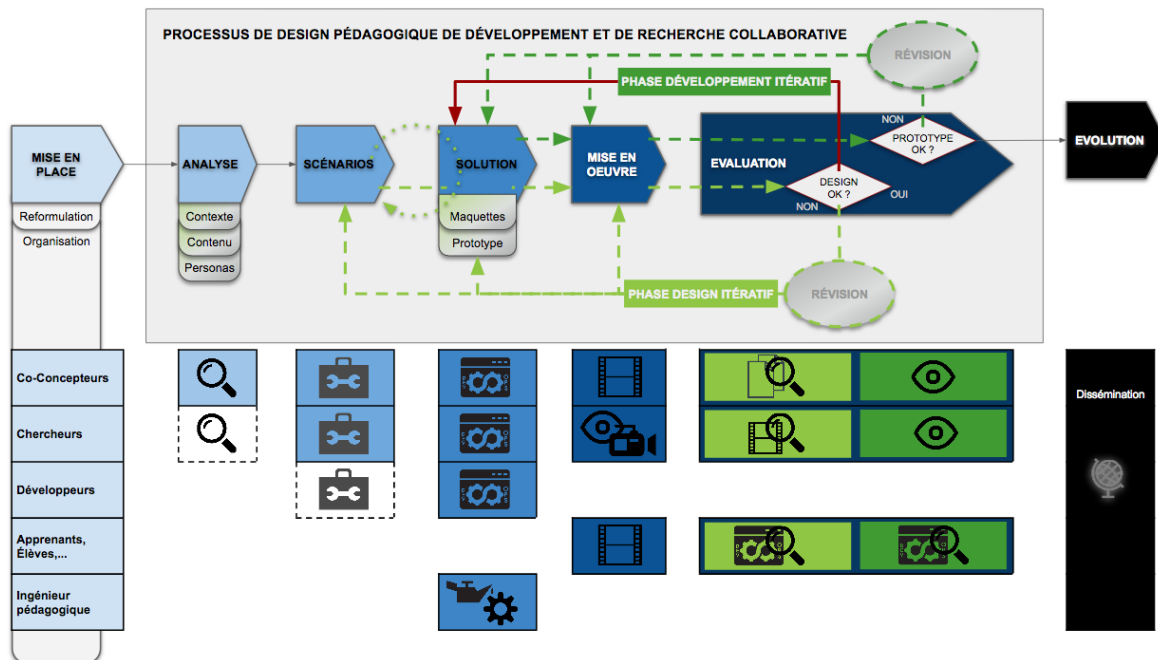 PROCESSUS DE DESIGN PÉDAGOGIQUE DE DÉVELOPPEMENT ET DE RECHERCHE COLLABORATIVE
RÉVISION
PHASE DÉVELOPPEMENT ITÉRATIF
NON
MISE EN
PLACE
ANALYSE
SCÉNARIOS
SOLUTION
MISE EN
OEUVRE
EVALUATION
PROTOTYPE
OK ?
EVOLUTION
DESIGN
OK ?
OUI
NON
Reformulation
Organisation
Contexte
Contenu
Personas
Maquettes
Prototype
PHASE DESIGN ITÉRATIF
RÉVISION
Co-Concepteurs
Chercheurs
Développeurs
Apprenants,
Élèves,...
Ingénieur
pédagogique
Dissémination